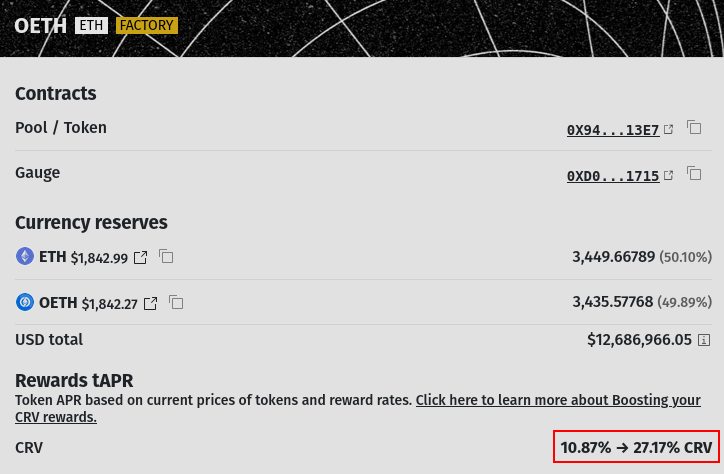 OETH ETH FACTORY
Contracts
Pool / Token 0X94...13E7
Gauge 0XD0...1715
Currency reserves
ETH $1,842.99 3,449.66789 (50.10%)
OETH $1,842.27 3,435.57768 (49.89%)
USD total $12,686,966.05
Rewards tAPR
Token APR based on current prices of tokens and reward rates. Click here to learn more about Boosting your
CRV rewards.
CRV 10.87% → 27.17% CRV